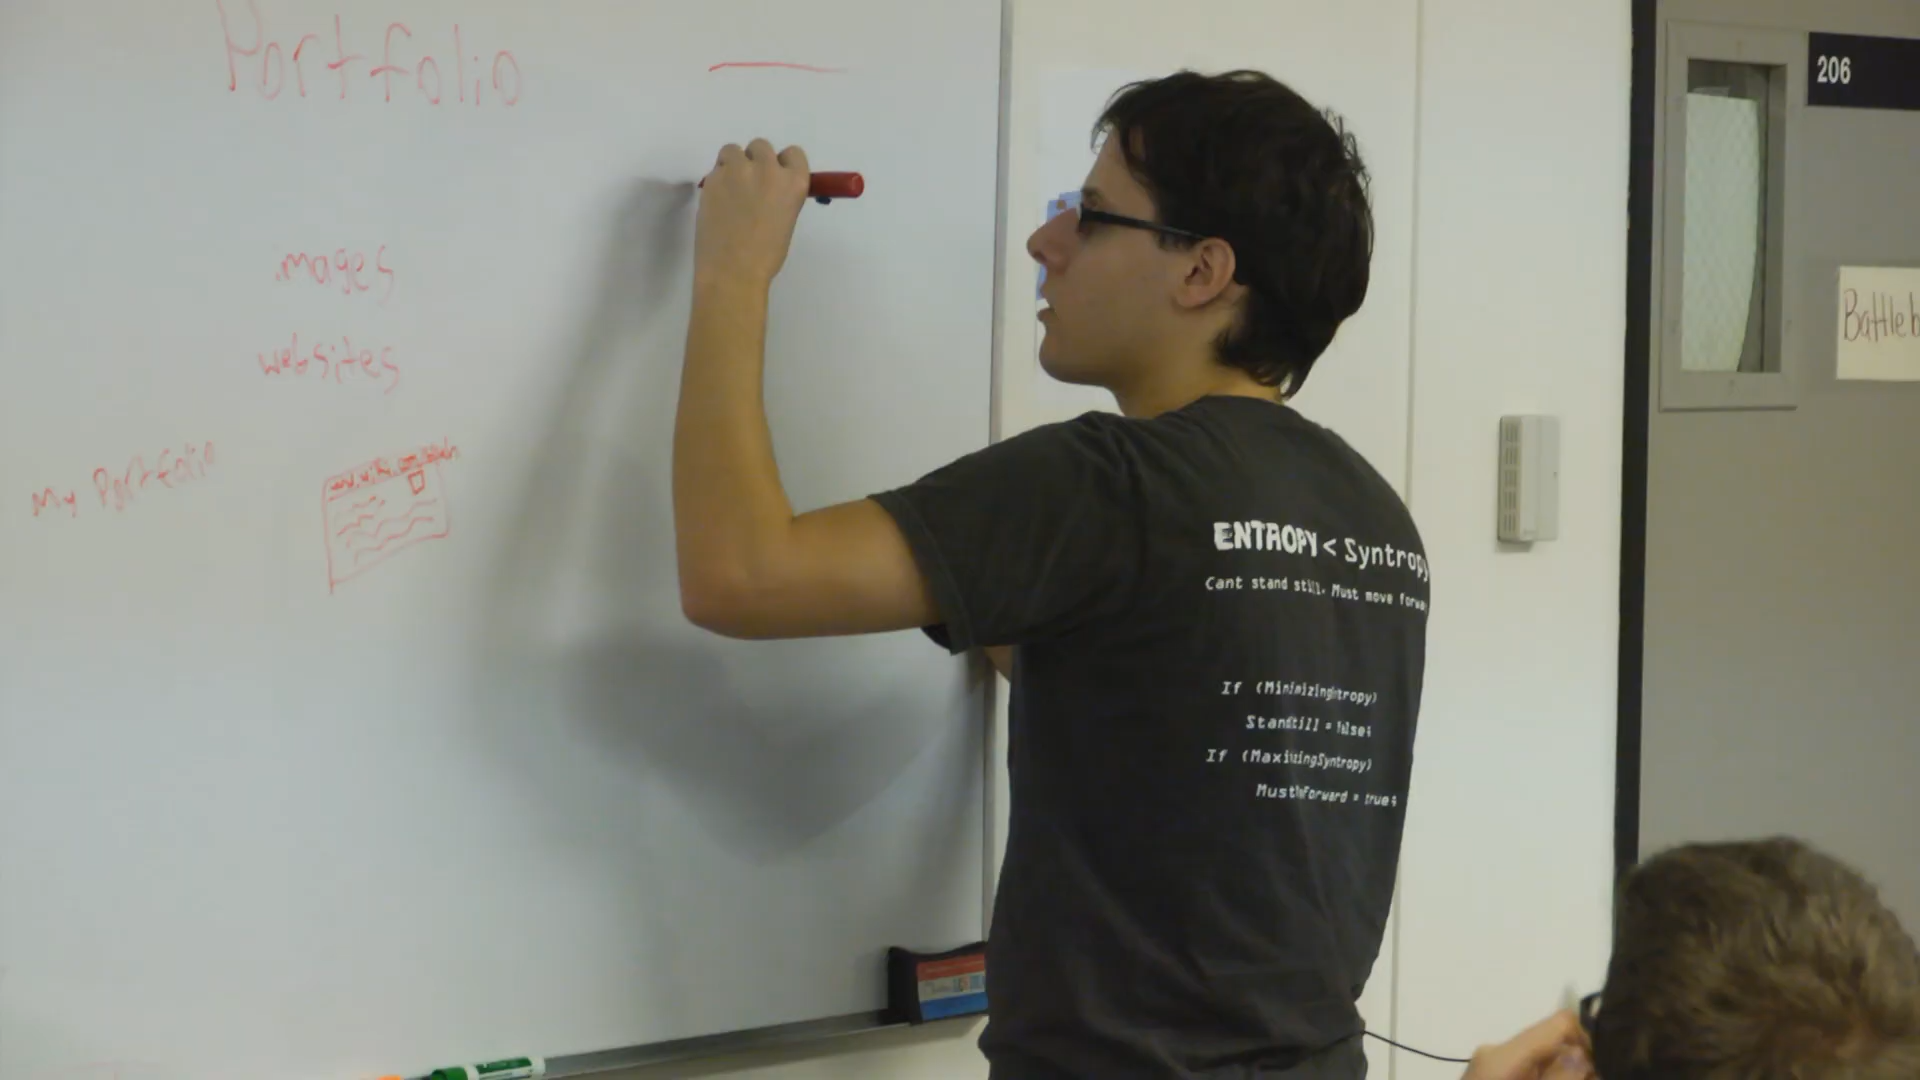 Portfolio
images
websites
My Portfolio
206
Battleb
ENTROPY < Syntropy
Cant stand still. Must move forwa
If (MinimizingEntropy)
StandStill = false;
If (MaximizingSyntropy)
= true;